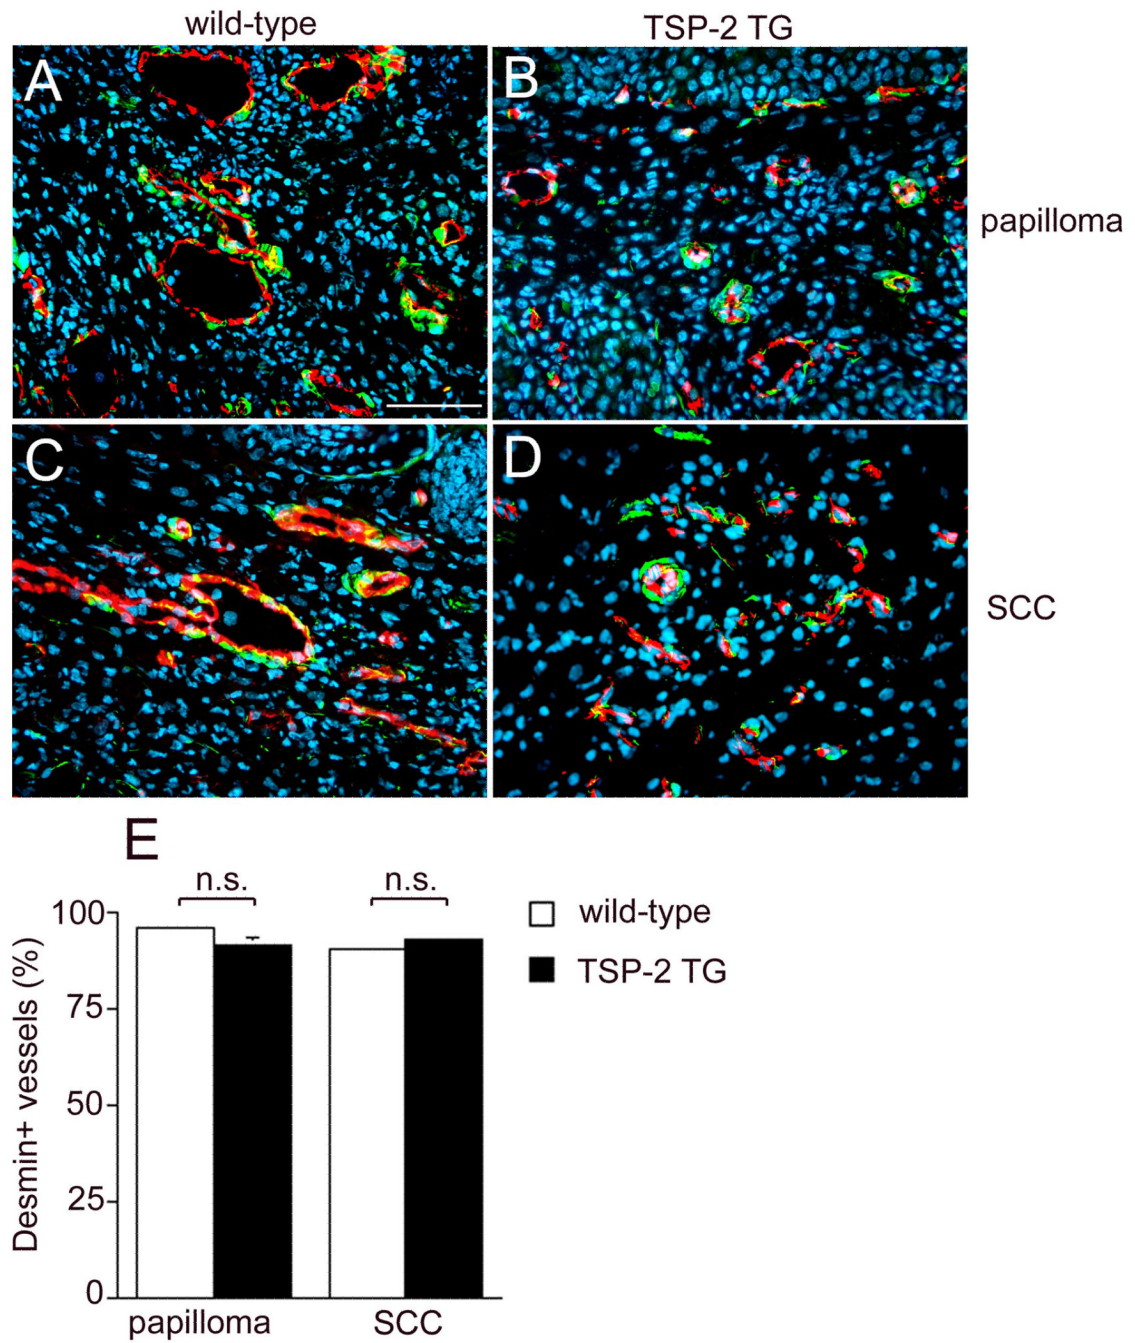 wild-type
TSP-2 TG
A
B
papilloma
C
D
SCC
E
n.s.
n.s.
100
75
50
25
0
Desmin+ vessels (%)
papilloma
SCC
wild-type
TSP-2 TG